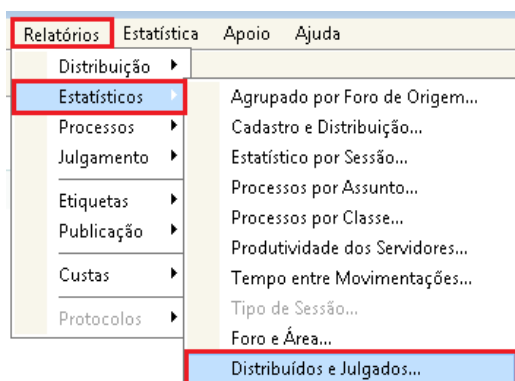 Relatórios Estatística Apoio Ajuda
Distribuição
Estatísticos
Processos
Julgamento
Etiquetas
Publicação
Custas
Protocolos
Agrupado por Foro de Origem...
Cadastro e Distribuição...
Estatístico por Sessão...
Processos por Assunto...
Processos por Classe...
Produtividade dos Servidores...
Tempo entre Movimentações...
Tipo de Sessão...
Foro e Área...
Distribuídos e Julgados...